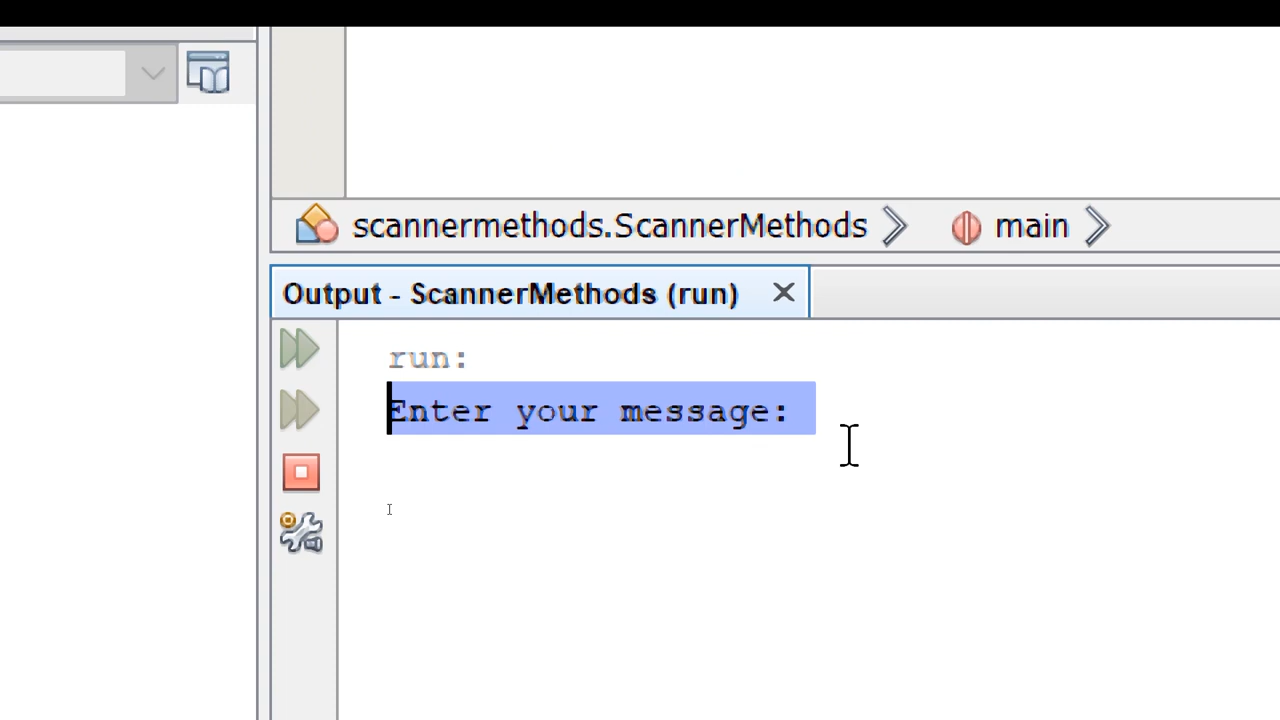 scannermethods.ScannerMethods
main
Output - ScannerMethods (run)
run:
Enter your message: